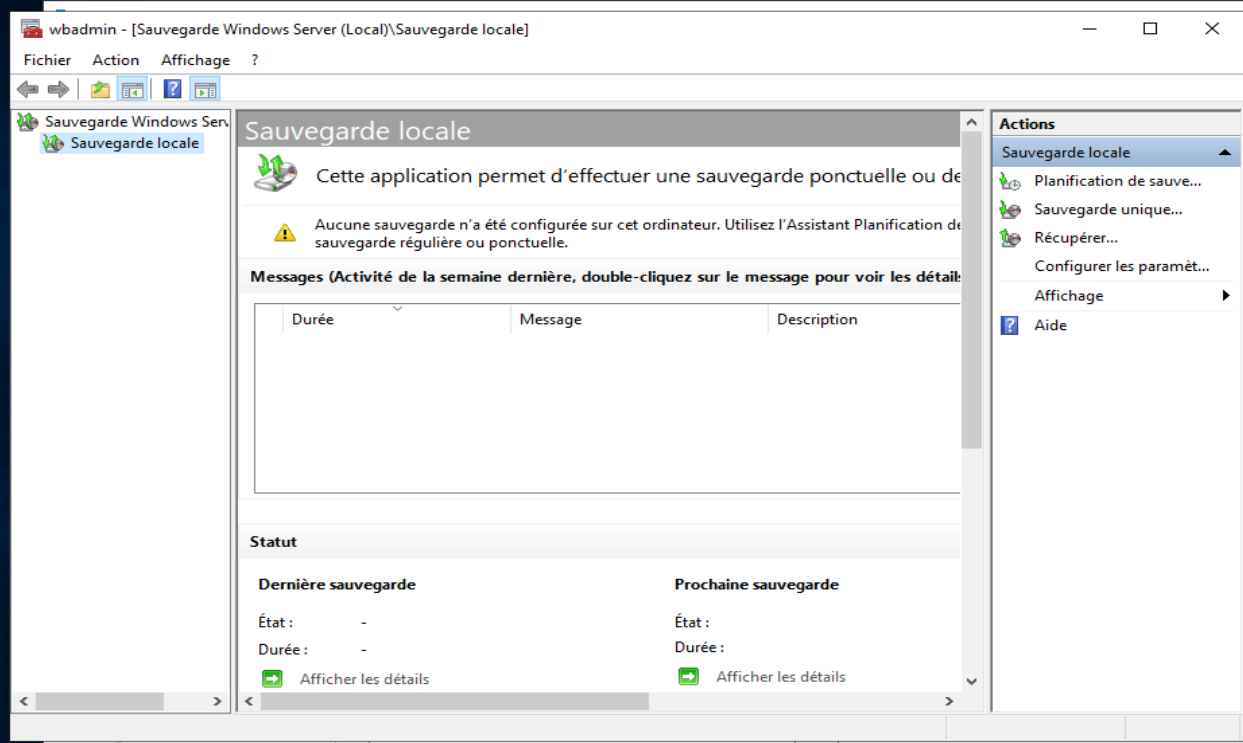 wbadmin - [Sauvegarde Windows Server (Local)\Sauvegarde locale]
Fichier Action Affichage ?
Sauvegarde Windows Serv
Sauvegarde locale
Sauvegarde locale
Cette application permet d'effectuer une sauvegarde ponctuelle ou de
Aucune sauvegarde n'a été configurée sur cet ordinateur. Utilisez l'Assistant Planification de
sauvegarde régulière ou ponctuelle.
Messages (Activité de la semaine dernière, double-cliquez sur le message pour voir les détails
Durée Message Description
Statut
Dernière sauvegarde
État : -
Durée : -
Afficher les détails
Prochaine sauvegarde
État :
Durée :
Afficher les détails
Actions
Sauvegarde locale
Planification de sauve...
Sauvegarde unique...
Récupérer...
Configurer les paramèt...
Affichage
? Aide